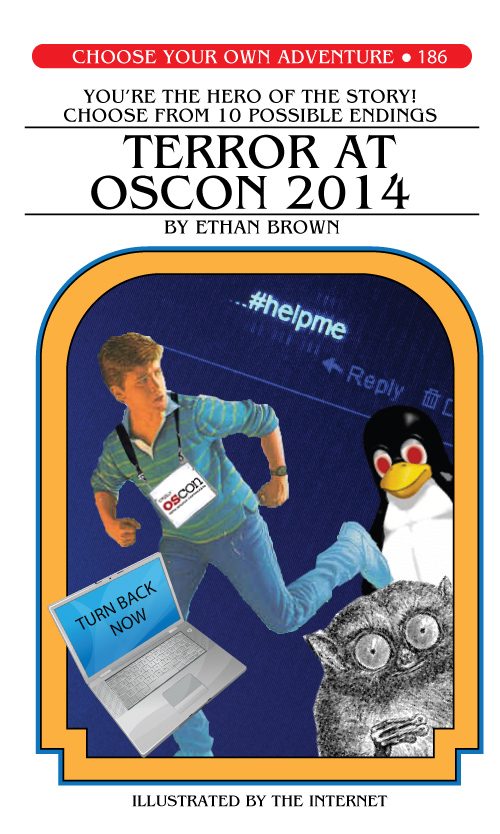 CHOOSE YOUR OWN ADVENTURE • 186
YOU'RE THE HERO OF THE STORY!
CHOOSE FROM 10 POSSIBLE ENDINGS
TERROR AT
OSCON 2014
BY ETHAN BROWN
...#helpme
Reply
oscon
TURN BACK
NOW
ILLUSTRATED BY THE INTERNET